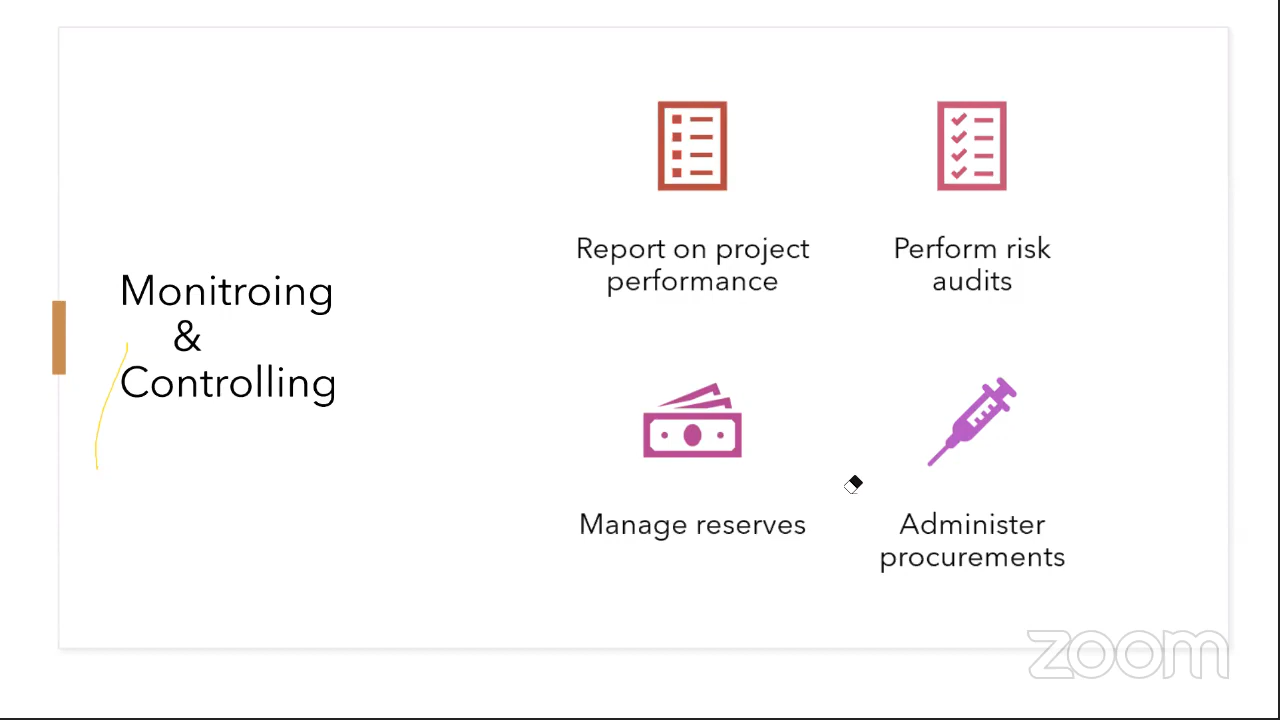 Monitroing
&
Controlling
Report on project
performance
Perform risk
audits
Manage reserves
Administer
procurements
zoom